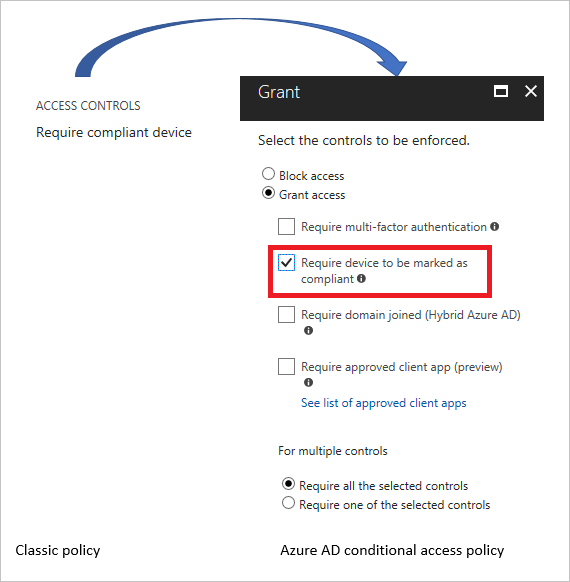 ACCESS CONTROLS
Require compliant device
Grant
Select the controls to be enforced.
Block access
Grant access
Require multi-factor authentication
Require device to be marked as
compliant
Require domain joined (Hybrid Azure AD)
Require approved client app (preview)
See list of approved client apps
For multiple controls
Require all the selected controls
Require one of the selected controls
Classic policy
Azure AD conditional access policy